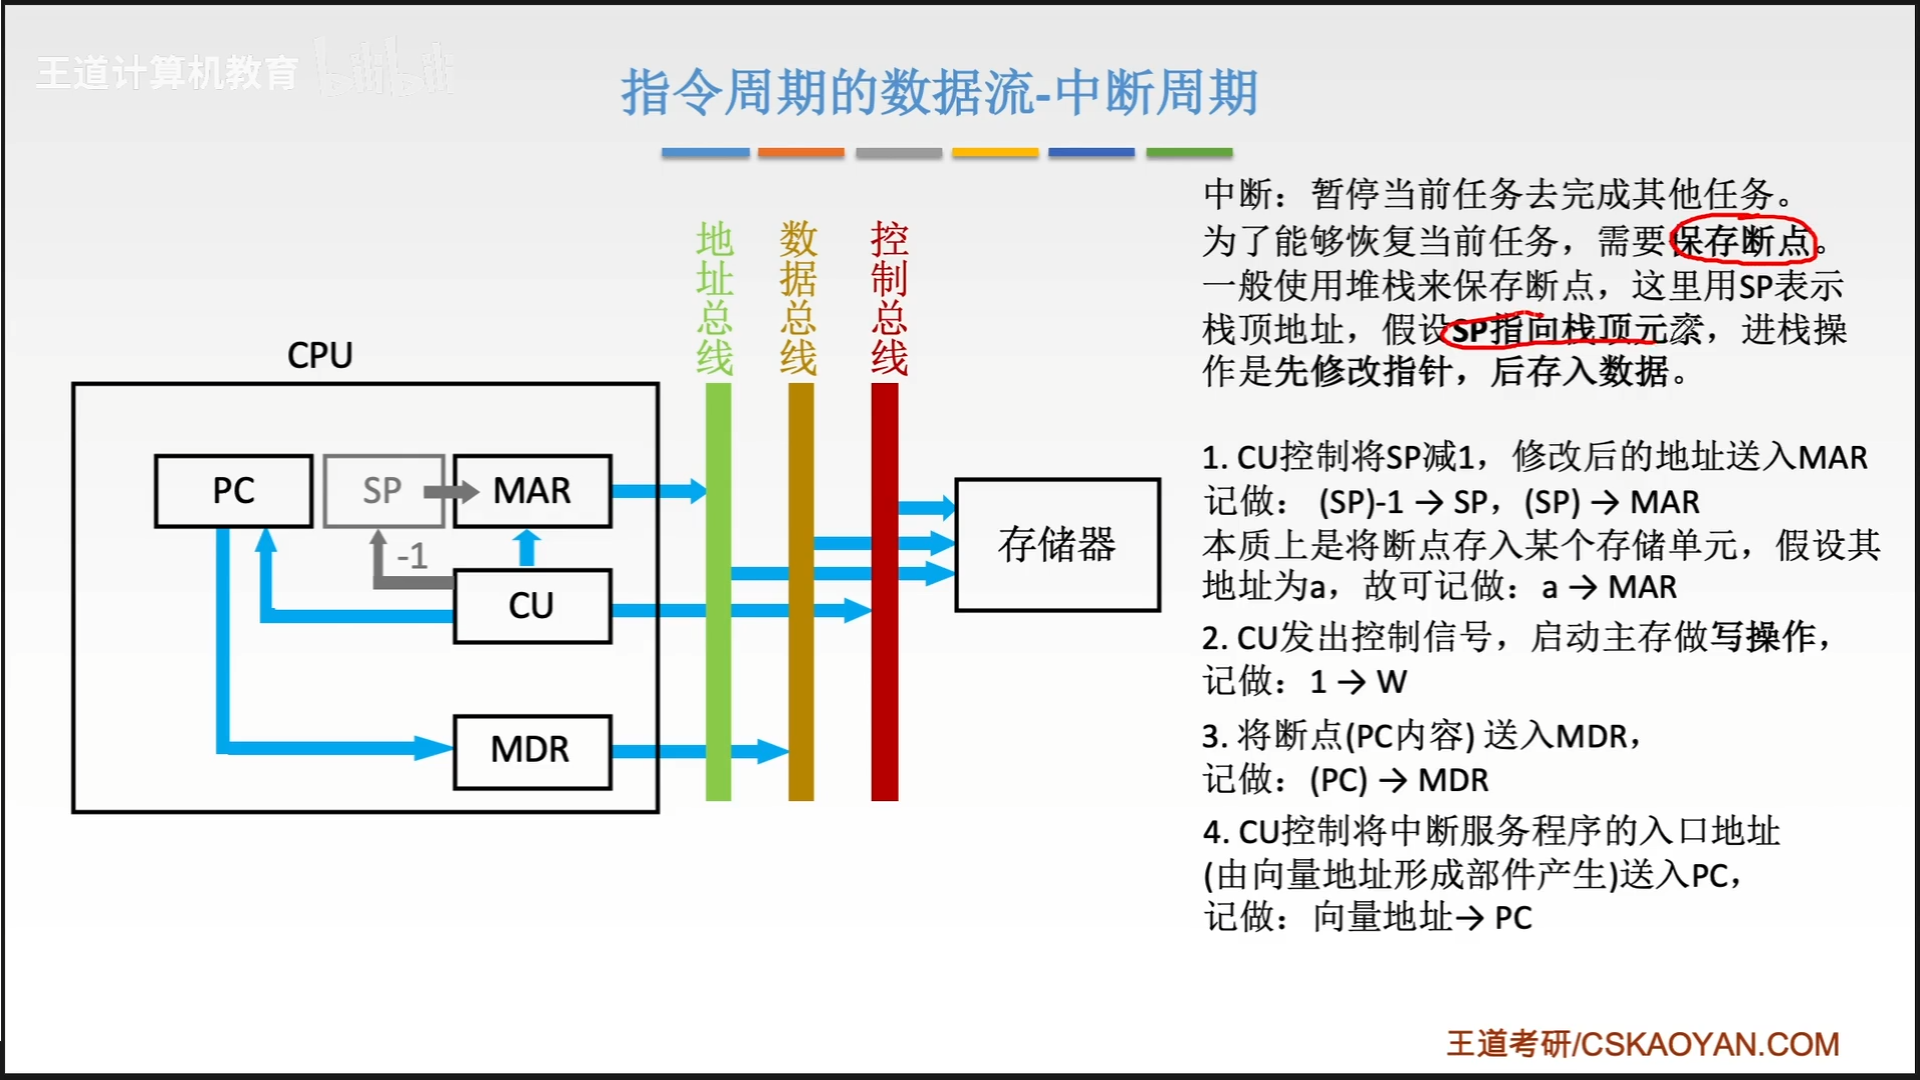 王道计算机教育 bilibili
指令周期的数据流-中断周期
中断：暂停当前任务去完成其他任务。
为了能够恢复当前任务，需要保存断点。
一般使用堆栈来保存断点，这里用SP表示
栈顶地址，假设SP指向栈顶元素，进栈操
作是先修改指针，后存入数据。
1. CU控制将SP减1，修改后的地址送入MAR
记做： (SP)-1 → SP，(SP) → MAR
本质上是将断点存入某个存储单元，假设其
地址为a，故可记做：a → MAR
2. CU发出控制信号，启动主存做写操作，
记做：1 → W
3. 将断点(PC内容) 送入MDR，
记做：(PC) → MDR
4. CU控制将中断服务程序的入口地址
(由向量地址形成部件产生)送入PC，
记做：向量地址→ PC
地址总线
数据总线
控制总线
CPU
PC
SP
MAR
-1
CU
MDR
存储器
王道考研/CSKAOYAN.COM